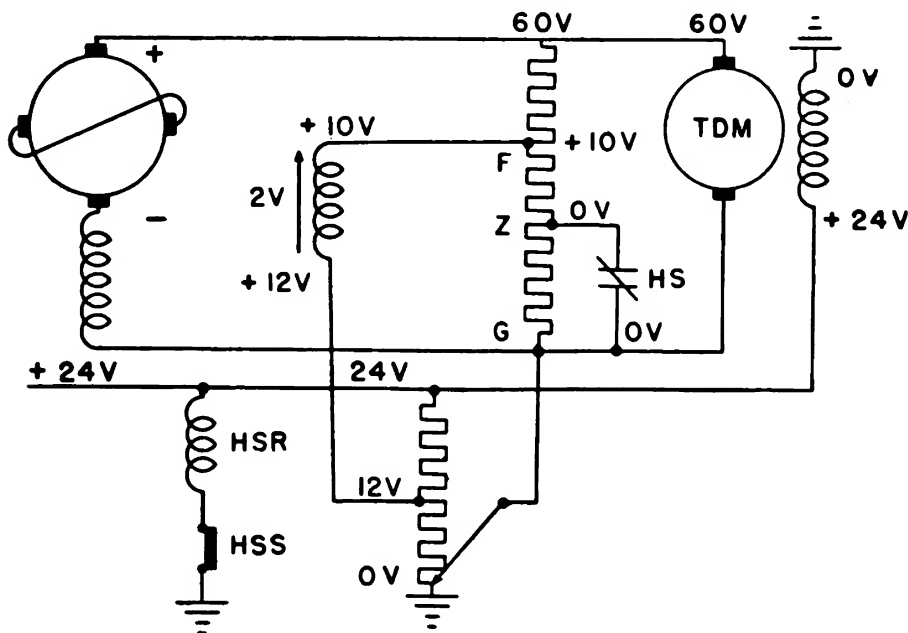 60V
60V
+
0V
TDM
+10V
+10V
F
2V
Z
0V
+24V
−
HS
+12V
G
0V
+24V
24V
HSR
12V
HSS
0V